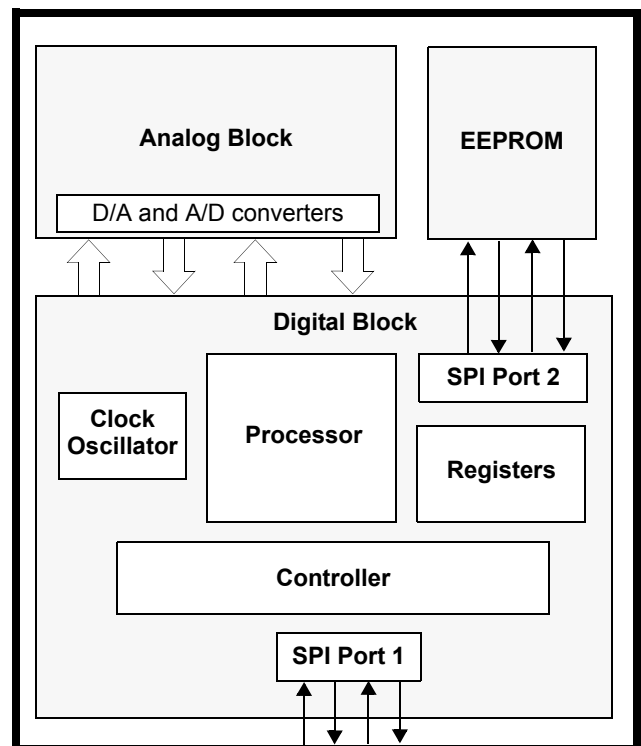 Analog Block
EEPROM
D/A and A/D converters
Digital Block
SPI Port 2
Clock
Oscillator
Processor
Registers
Controller
SPI Port 1